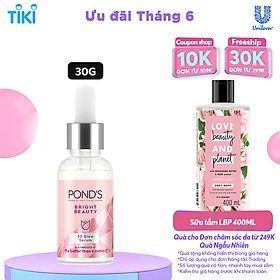 TIKI
Ưu đãi Tháng 6
Unilever
Coupon shop
10K
ĐƠN TỪ 109K
Freeship
30K
ĐƠN TỪ 299K
30G
POND'S
BRIGHT
BEAUTY
3D Glow
Serum
LOVE
beauty
AND
planet
BODY WASH
400 mL
Sữa tắm LBP 400ML
Quà cho Đơn chăm sóc da từ 249K
Quà Ngẫu Nhiên
*Quà tặng không hiển thị trong giỏ hàng
*Chỉ áp dụng cho đơn hàng tại Tiki Trading
*Số lượng quà có hạn, nhanh tay mua sắm
*Kiểm tra giỏ hàng trước khi thanh toán